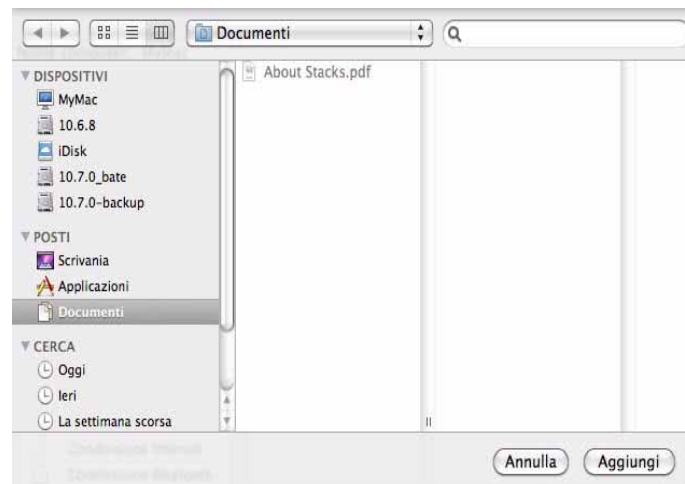 Documenti
DISPOSITIVI
MyMac
10.6.8
iDisk
10.7.0_bate
10.7.0-backup
POSTI
Scrivania
Applicazioni
Documenti
CERCA
Oggi
Ieri
La settimana scorsa
About Stacks.pdf
Annulla
Aggiungi